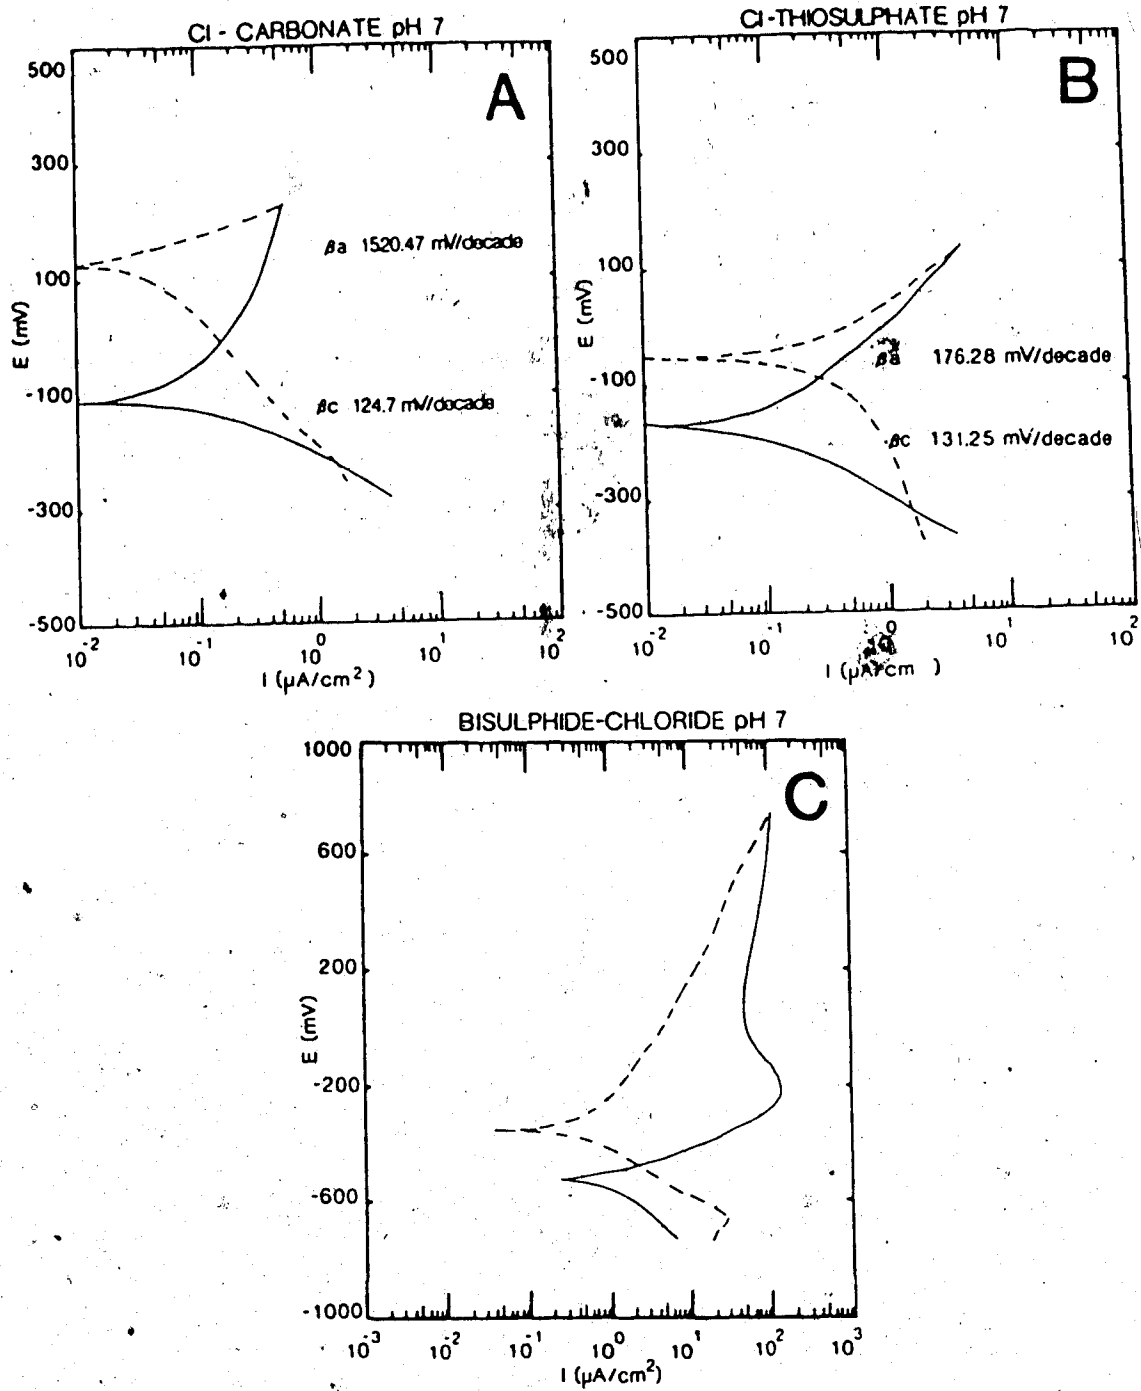 Cl - CARBONATE pH 7
A
500
300
100
-100
-300
-500
E (mV)
βa 1520.47 mV/decade
βc 124.7 mV/decade
10-2 10-1 100 101 102
I (μA/cm2)
Cl-THIOSULPHATE pH 7
B
500
300
100
-100
-300
-500
E (mV)
βa 176.28 mV/decade
βc 131.25 mV/decade
10-2 10-1 100 101 102
I (μA/cm )
BISULPHIDE-CHLORIDE pH 7
C
1000
600
200
-200
-600
-1000
E (mV)
10-3 10-2 10-1 100 101 102 103
I (μA/cm2)